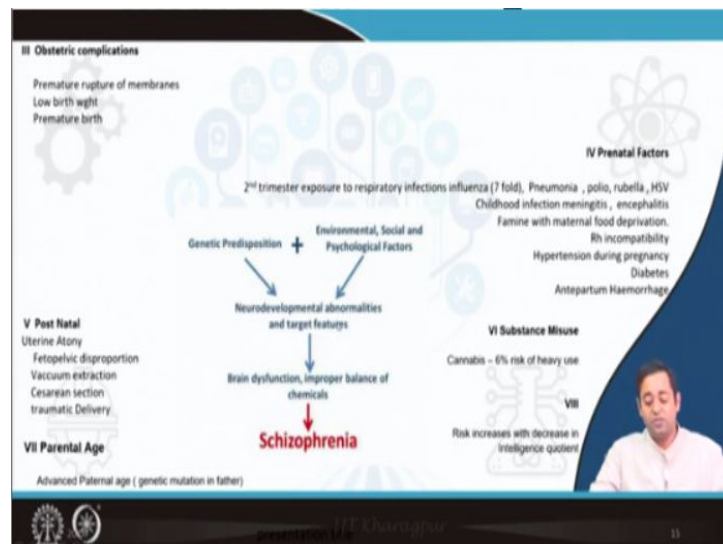 III Obstetric complications
Premature rupture of membranes
Low birth wght
Premature birth
IV Prenatal Factors
2nd trimester exposure to respiratory infections influenza (7 fold), Pneumonia , polio, rubella , HSV
Childhood infection meningitis , encephalitis
Famine with maternal food deprivation.
Rh incompatibility
Hypertension during pregnancy
Diabetes
Antepartum Haemorrhage
Genetic Predisposition + Environmental, Social and
Psychological Factors
Neurodevelopmental abnormalities
and target features
Brain dysfunction, improper balance of
chemicals
Schizophrenia
V Post Natal
Uterine Atony
Fetopelvic disproportion
Vaccuum extraction
Cesarean section
traumatic Delivery
VI Substance Misuse
Cannabis – 6% risk of heavy use
VIII
Risk increases with decrease in
Intelligence quotient
VII Parental Age
Advanced Paternal age ( genetic mutation in father)
IIT Kharagpur
presentation title
15